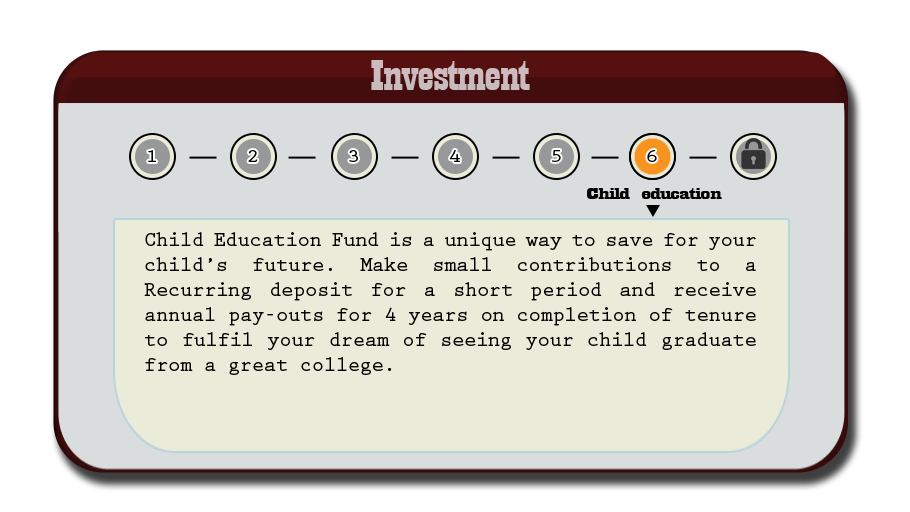 Investment
1 2 3 4 5 6
Child education
Child Education Fund is a unique way to save for your
child's future. Make small contributions to a
Recurring deposit for a short period and receive
annual pay-outs for 4 years on completion of tenure
to fulfil your dream of seeing your child graduate
from a great college.